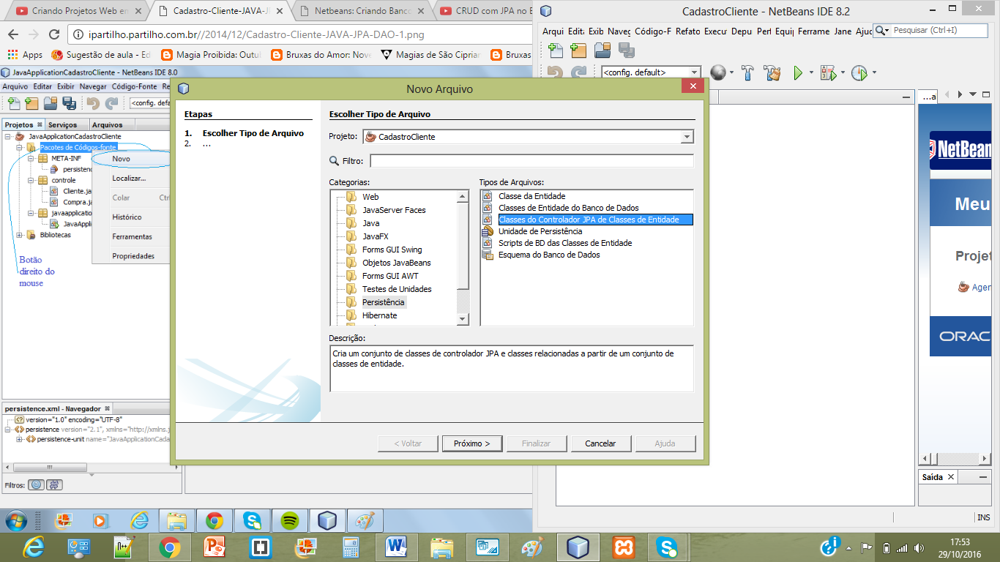 Criando Projetos Web en
Cadastro-Cliente-JAVA-JP
Netbeans: Criando Banco
CRUD com JPA no E
ipartilho.partilho.com.br//2014/12/Cadastro-Cliente-JAVA-JPA-DAO-1.png
Apps
Sugestão de aula - Ed
Magia Proibida: Outu
Bruxas do Amor: Nov
Magias de São Ciprian
Bruxas
JavaApplicationCadastroCliente - NetBeans IDE 8.0
Arquivo Editar Exibir Navegar Código-Fonte Re
<config. defa
Projetos
Serviços
Arquivos
JavaApplicationCadastroCliente
Pacotes de Códigos-fonte
META-INF
persistenc
controle
Cliente.ja
Compra.ja
javaapplication
JavaAppli
Bibliotecas
Novo
Localizar...
Colar
Ctrl
Histórico
Ferramentas
Propriedades
Botão
direito do
mouse
persistence.xml - Navegador
version="1.0" encoding="UTF-8"
persistence version="2.1", xmlns="http://xmlns.j
persistence-unit name="JavaApplicationCada
Filtros:
CadastroCliente - NetBeans IDE 8.2
Arqui Edita Exib Naveg Código-F Refato Execut Depu Perl Equip Ferrame Jane Ajuc
Pesquisar (Ctrl+I)
<config. default>
...a
NetBean
Meu
Projet
Agen
ORAC
Saída
INS
Novo Arquivo
Etapas
1. Escolher Tipo de Arquivo
2. ...
Escolher Tipo de Arquivo
Projeto:
CadastroCliente
Filtro:
Categorias:
Web
JavaServer Faces
Java
JavaFX
Forms GUI Swing
Objetos JavaBeans
Forms GUI AWT
Testes de Unidades
Persistência
Hibernate
Tipos de Arquivos:
Classe da Entidade
Classes de Entidade do Banco de Dados
Classes do Controlador JPA de Classes de Entidade
Unidade de Persistência
Scripts de BD das Classes de Entidade
Esquema do Banco de Dados
Descrição:
Cria um conjunto de classes de controlador JPA e classes relacionadas a partir de um conjunto de
classes de entidade.
< Voltar
Próximo >
Finalizar
Cancelar
Ajuda
17:53
29/10/2016